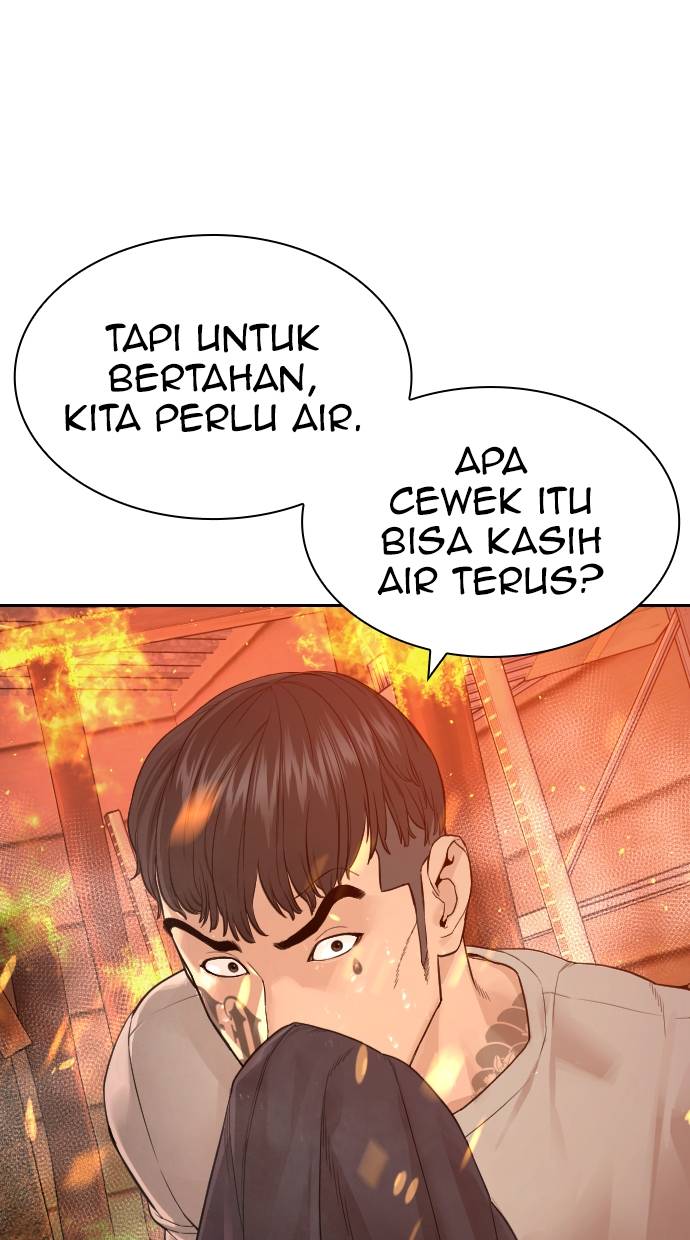 TAPI UNTUK
BERTAHAN,
KITA PERLU AIR.
APA
CEWEK ITU
BISA KASIH
AIR TERUS?